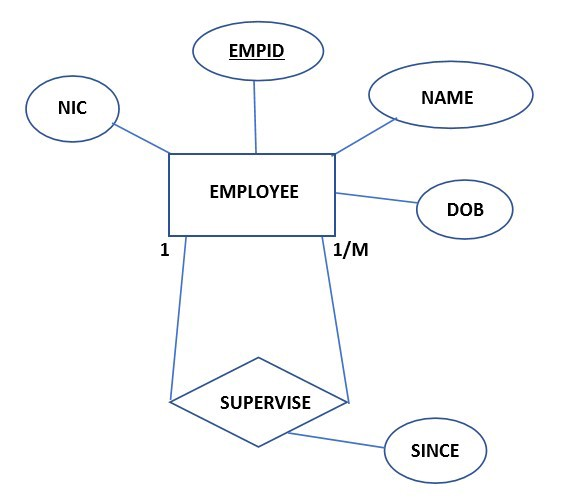 EMPID
NIC
NAME
EMPLOYEE
DOB
1
1/M
SUPERVISE
SINCE